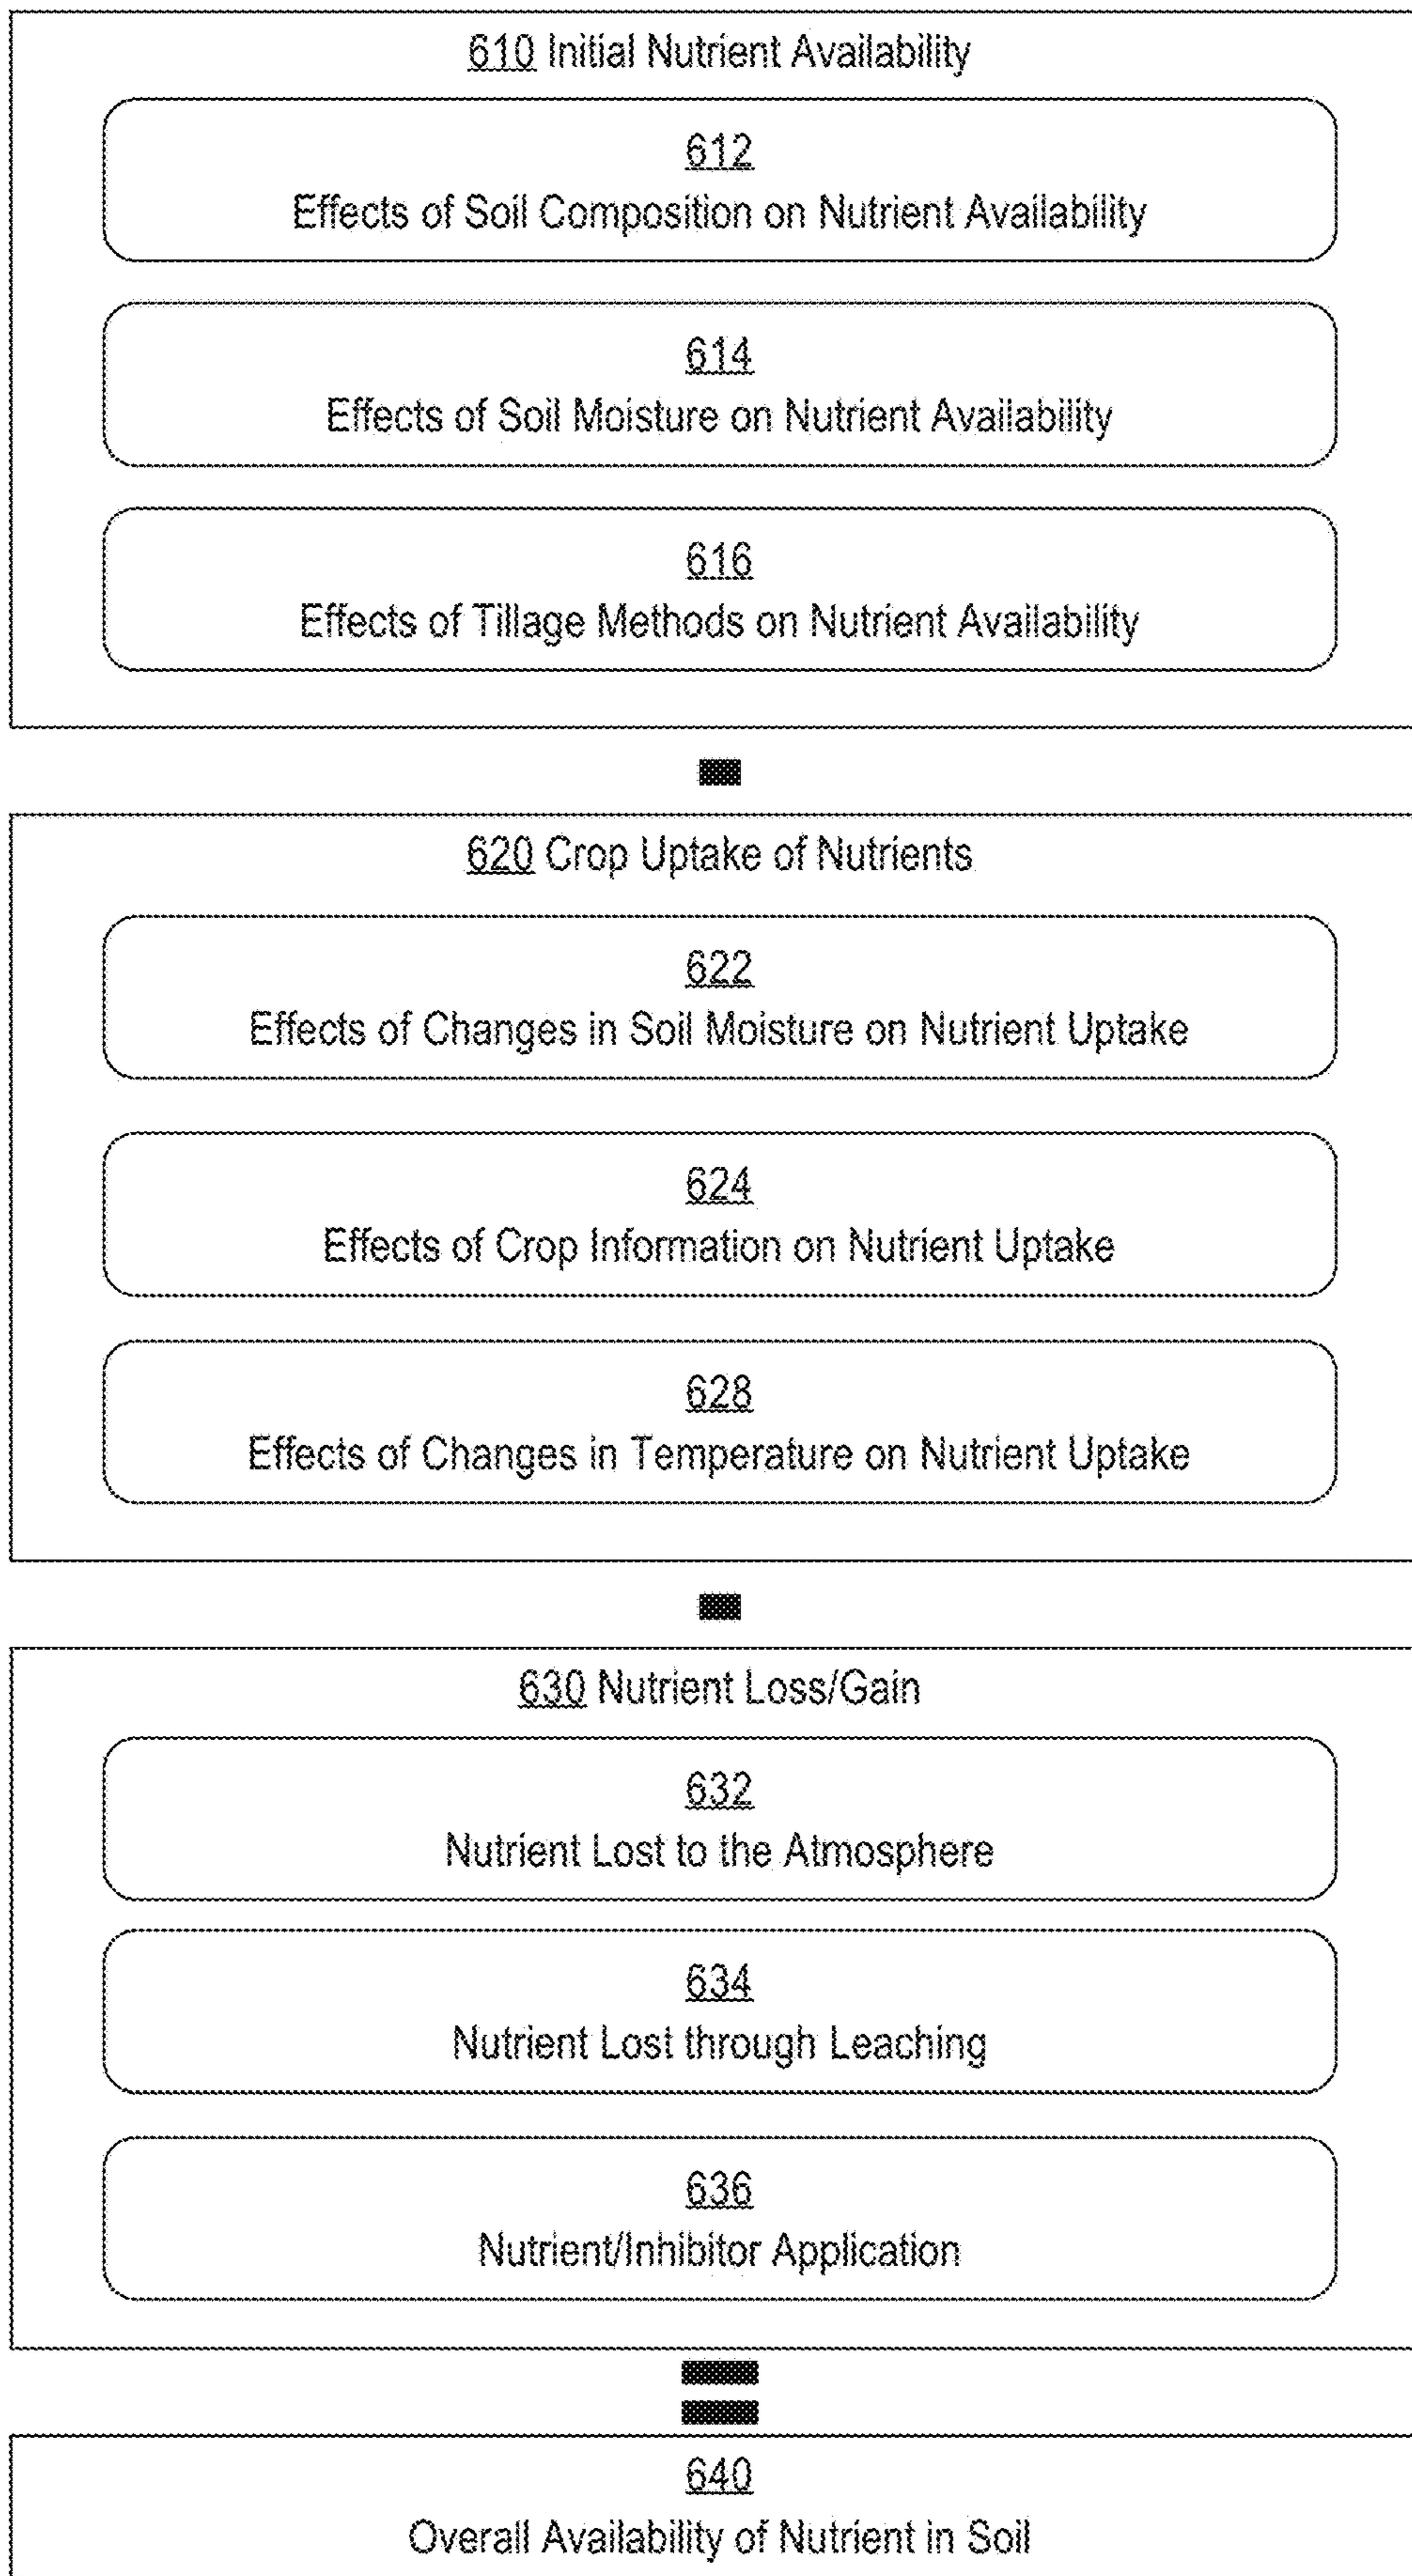 610 Initial Nutrient Availability
612
Effects of Soil Composition on Nutrient Availability
614
Effects of Soil Moisture on Nutrient Availability
616
Effects of Tillage Methods on Nutrient Availability
-
620 Crop Uptake of Nutrients
622
Effects of Changes in Soil Moisture on Nutrient Uptake
624
Effects of Crop Information on Nutrient Uptake
628
Effects of Changes in Temperature on Nutrient Uptake
-
630 Nutrient Loss/Gain
632
Nutrient Lost to the Atmosphere
634
Nutrient Lost through Leaching
636
Nutrient/Inhibitor Application
=
640
Overall Availability of Nutrient in Soil